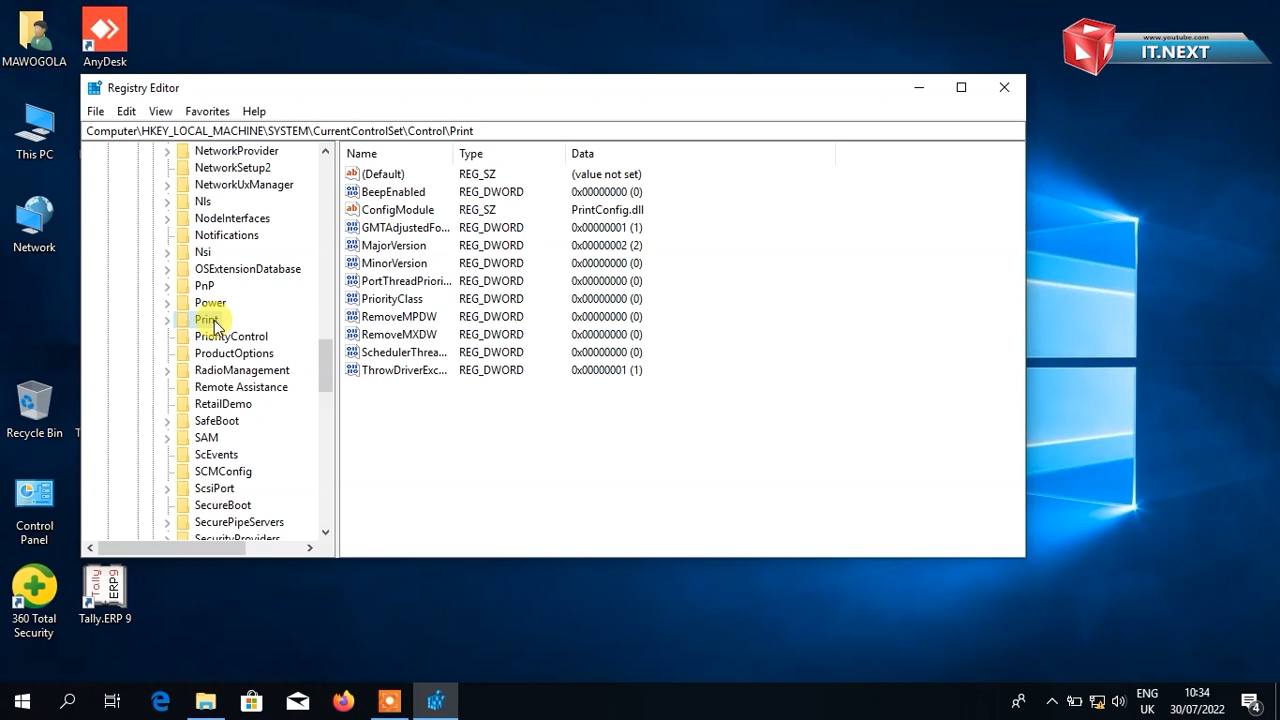 MAWOGOLA
AnyDesk
www.youtube.com
IT.NEXT
This PC
Network
Recycle Bin
Control
Panel
360 Total
Security
Tally
ERP9
Tally.ERP 9
Registry Editor
File Edit View Favorites Help
Computer\HKEY_LOCAL_MACHINE\SYSTEM\CurrentControlSet\Control\Print
NetworkProvider
NetworkSetup2
NetworkUxManager
Nls
NodeInterfaces
Notifications
Nsi
OSExtensionDatabase
PnP
Power
Print
PriorityControl
ProductOptions
RadioManagement
Remote Assistance
RetailDemo
SafeBoot
SAM
ScEvents
SCMConfig
ScsiPort
SecureBoot
SecurePipeServers
SecurityProviders
Name Type Data
(Default) REG_SZ (value not set)
BeepEnabled REG_DWORD 0x00000000 (0)
ConfigModule REG_SZ PrintConfig.dll
GMTAdjustedFo... REG_DWORD 0x00000001 (1)
MajorVersion REG_DWORD 0x00000002 (2)
MinorVersion REG_DWORD 0x00000000 (0)
PortThreadPriori... REG_DWORD 0x00000000 (0)
PriorityClass REG_DWORD 0x00000000 (0)
RemoveMPDW REG_DWORD 0x00000000 (0)
RemoveMXDW REG_DWORD 0x00000000 (0)
SchedulerThrea... REG_DWORD 0x00000000 (0)
ThrowDriverExc... REG_DWORD 0x00000001 (1)
ENG
UK
10:34
30/07/2022
4